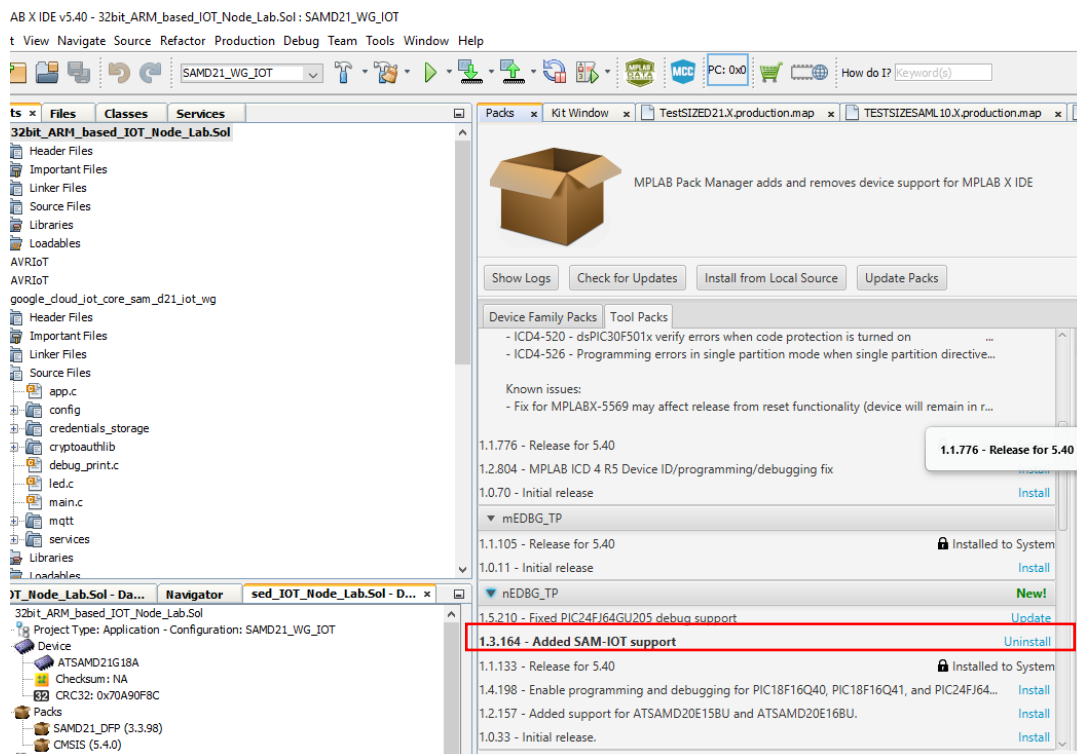 AB X IDE v5.40 - 32bit_ARM_based_IOT_Node_Lab.Sol : SAMD21_WG_IOT
t View Navigate Source Refactor Production Debug Team Tools Window Help
SAMD21_WG_IOT
MPLAB DATA
MCC
PC: 0x0
How do I? Keyword(s)
ts × Files Classes Services
32bit_ARM_based_IOT_Node_Lab.Sol
Header Files
Important Files
Linker Files
Source Files
Libraries
Loadables
AVRIoT
AVRIoT
google_cloud_iot_core_sam_d21_iot_wg
Header Files
Important Files
Linker Files
Source Files
app.c
config
credentials_storage
cryptoauthlib
debug_print.c
led.c
main.c
mqtt
services
Libraries
Loadables
OT_Node_Lab.Sol - Da... Navigator sed_IOT_Node_Lab.Sol - D... ×
32bit_ARM_based_IOT_Node_Lab.Sol
Project Type: Application - Configuration: SAMD21_WG_IOT
Device
ATSAMD21G18A
Checksum: NA
CRC32: 0x70A90F8C
Packs
SAMD21_DFP (3.3.98)
CMSIS (5.4.0)
Packs × Kit Window × TestSIZED21.X.production.map × TESTSIZESAML10.X.production.map ×
MPLAB Pack Manager adds and removes device support for MPLAB X IDE
Show Logs Check for Updates Install from Local Source Update Packs
Device Family Packs Tool Packs
- ICD4-520 - dsPIC30F501x verify errors when code protection is turned on ...
- ICD4-526 - Programming errors in single partition mode when single partition directive...
Known issues:
- Fix for MPLABX-5569 may affect release from reset functionality (device will remain in r...
1.1.776 - Release for 5.40
1.1.776 - Release for 5.40
1.2.804 - MPLAB ICD 4 R5 Device ID/programming/debugging fix Install
1.0.70 - Initial release Install
mEDBG_TP
1.1.105 - Release for 5.40 Installed to System
1.0.11 - Initial release Install
nEDBG_TP New!
1.5.210 - Fixed PIC24FJ64GU205 debug support Update
1.3.164 - Added SAM-IOT support Uninstall
1.1.133 - Release for 5.40 Installed to System
1.4.198 - Enable programming and debugging for PIC18F16Q40, PIC18F16Q41, and PIC24FJ64... Install
1.2.157 - Added support for ATSAMD20E15BU and ATSAMD20E16BU. Install
1.0.33 - Initial release. Install